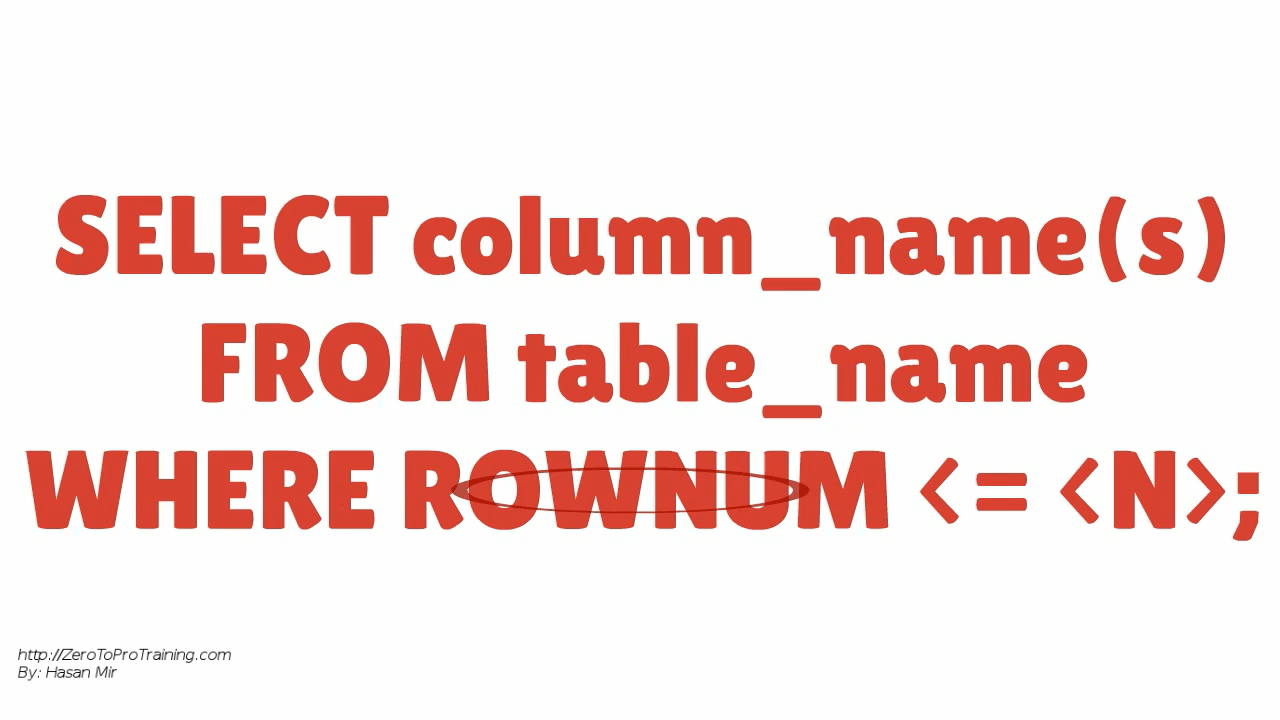 SELECT column_name(s)
FROM table_name
WHERE ROWNUM <= <N>;
http://ZeroToProTraining.com
By: Hasan Mir